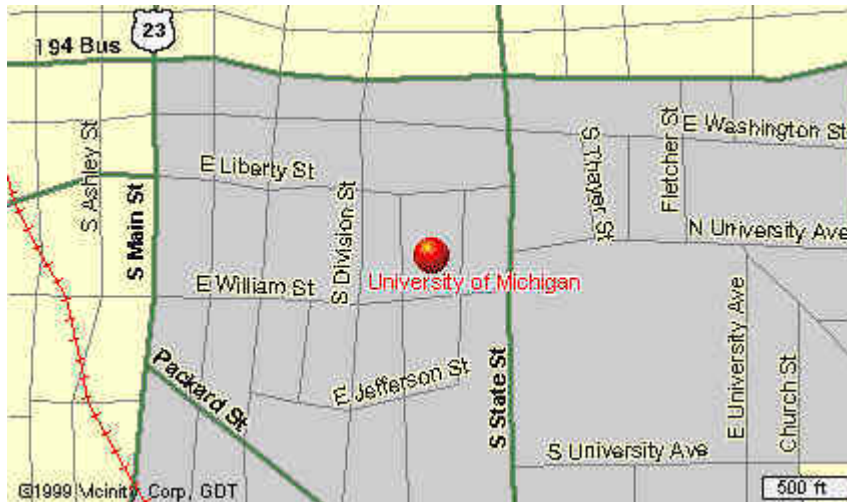 23
194 Bus
S Ashley St
S Main St
E Liberty St
S Division St
E William St
Packard St
E Jefferson St
University of Michigan
S State St
S Thayer St
Fletcher St
E Washington St
N University Ave
E University Ave
Church St
S University Ave
©1999 Vicinity Corp, GDT
500 ft